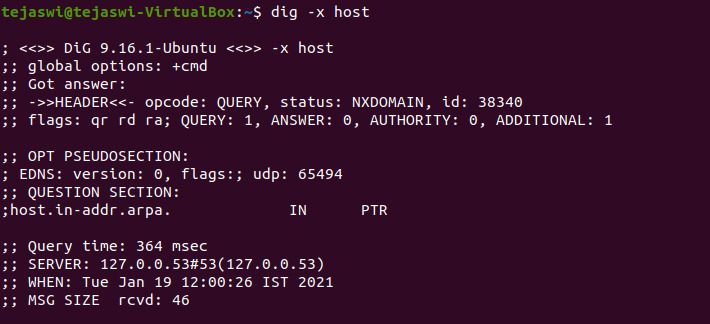 tejaswi@tejaswi-VirtualBox:~$ dig -x host
; <<>> DiG 9.16.1-Ubuntu <<>> -x host
;; global options: +cmd
;; Got answer:
;; ->>HEADER<<- opcode: QUERY, status: NXDOMAIN, id: 38340
;; flags: qr rd ra; QUERY: 1, ANSWER: 0, AUTHORITY: 0, ADDITIONAL: 1
;; OPT PSEUDOSECTION:
; EDNS: version: 0, flags:; udp: 65494
;; QUESTION SECTION:
;host.in-addr.arpa. IN PTR
;; Query time: 364 msec
;; SERVER: 127.0.0.53#53(127.0.0.53)
;; WHEN: Tue Jan 19 12:00:26 IST 2021
;; MSG SIZE rcvd: 46